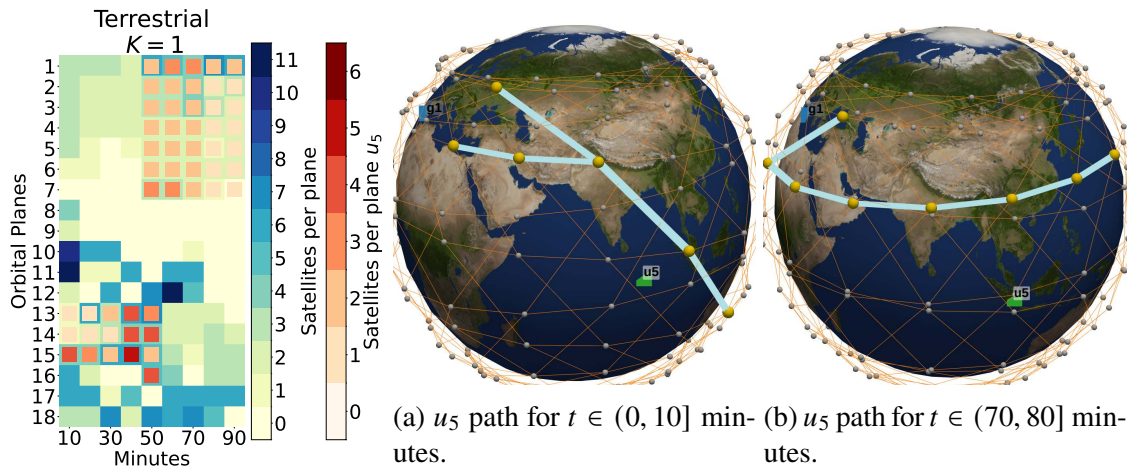 Terrestrial
K = 1
Orbital Planes
1
2
3
4
5
6
7
8
9
10
11
12
13
14
15
16
17
18
10 30 50 70 90
Minutes
11
10
9
8
7
6
5
4
3
2
1
0
Satellites per plane
6
5
4
3
2
1
0
Satellites per plane u₅
g1
u5
g1
u5
(a) u₅ path for t ∈ (0, 10] min-
utes.
(b) u₅ path for t ∈ (70, 80] min-
utes.